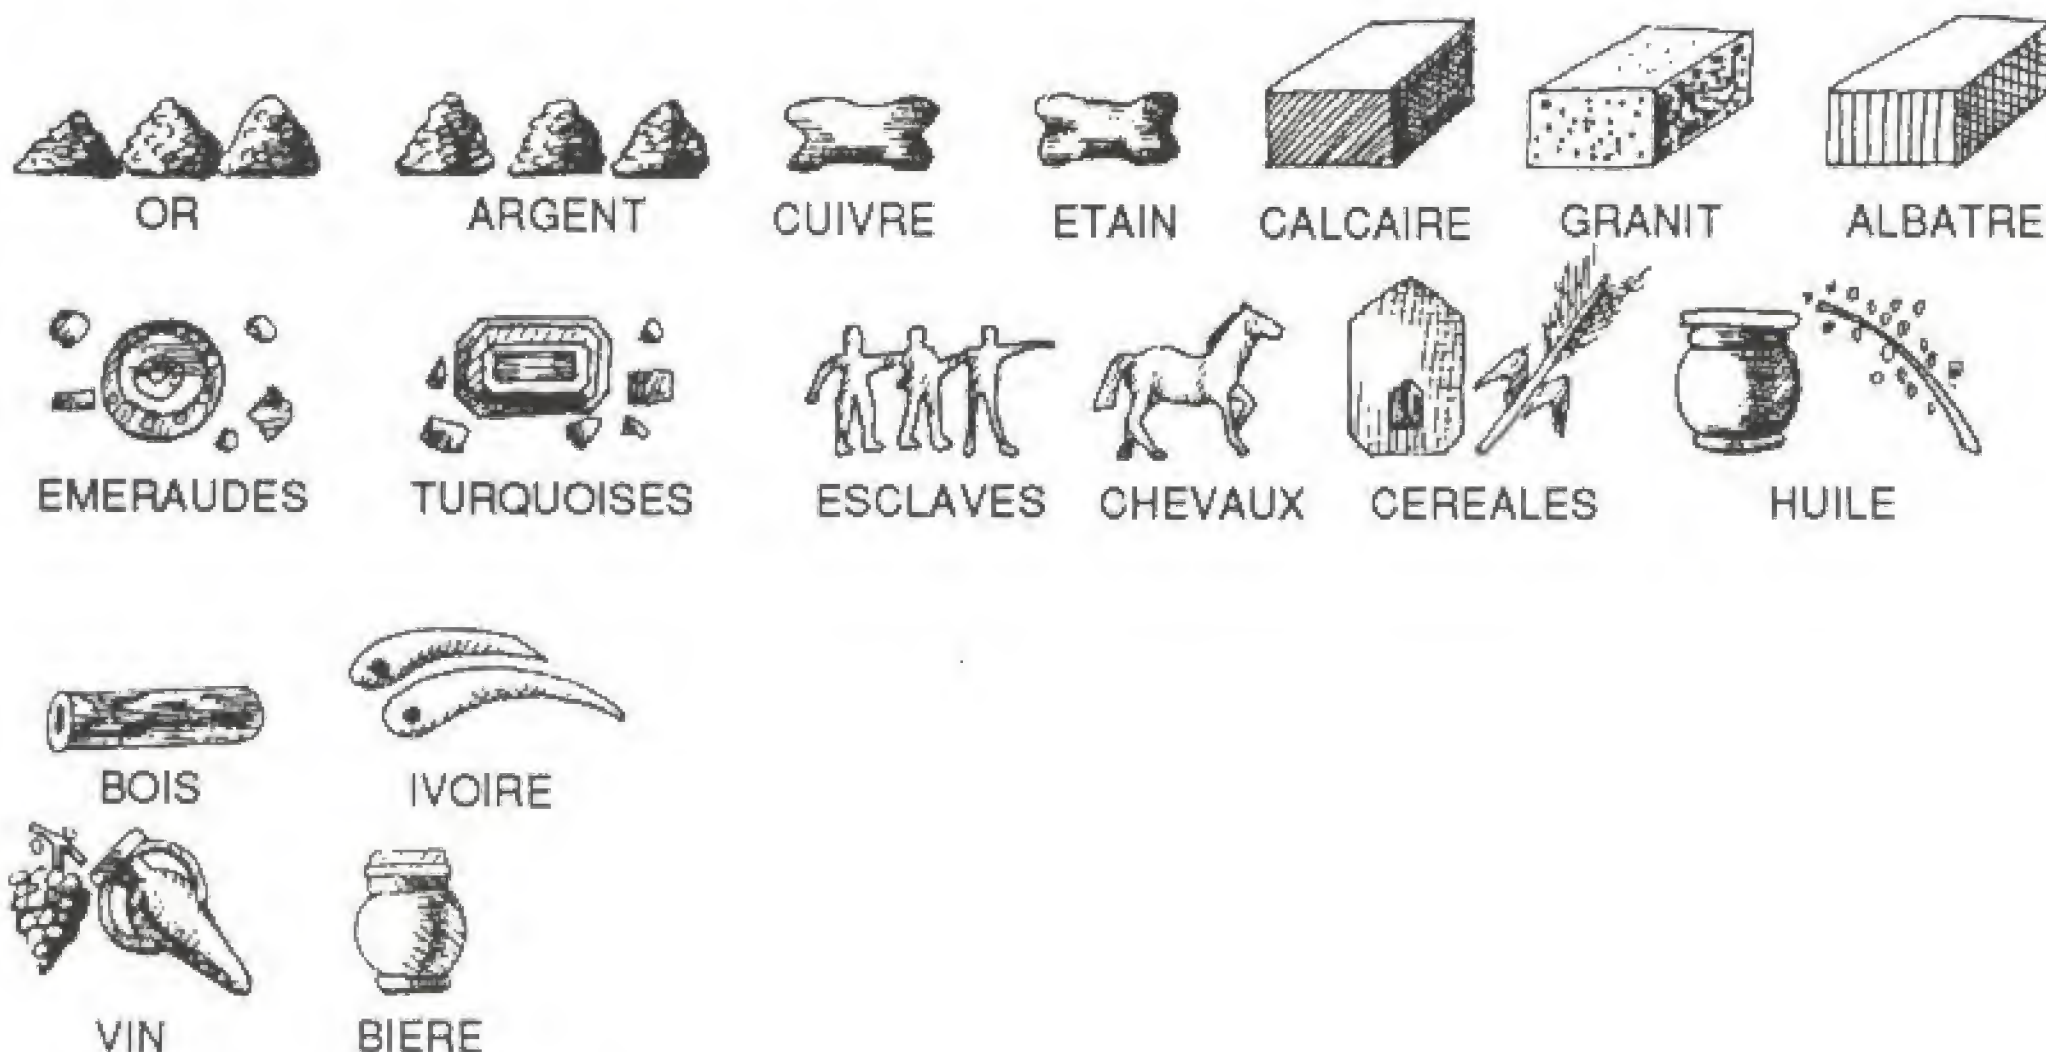 OR ARGENT CUIVRE ETAIN CALCAIRE GRANIT ALBATRE
EMERAUDES TURQUOISES ESCLAVES CHEVAUX CEREALES HUILE
BOIS IVOIRE
VIN BIERE